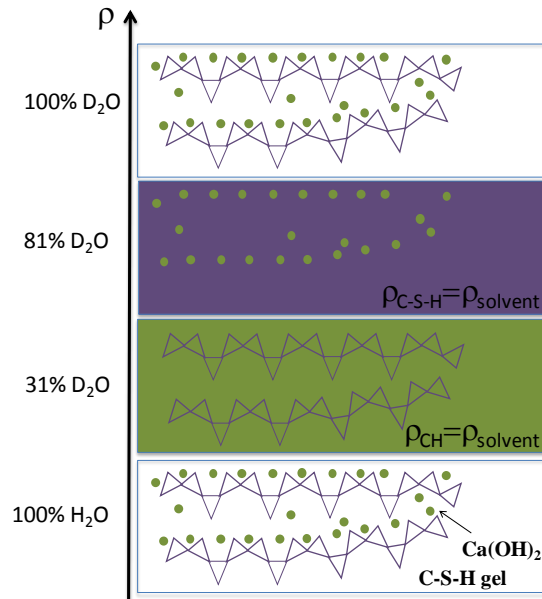 ρ
100% D₂O
81% D₂O
ρC-S-H=ρsolvent
31% D₂O
ρCH=ρsolvent
100% H₂O
Ca(OH)₂
C-S-H gel